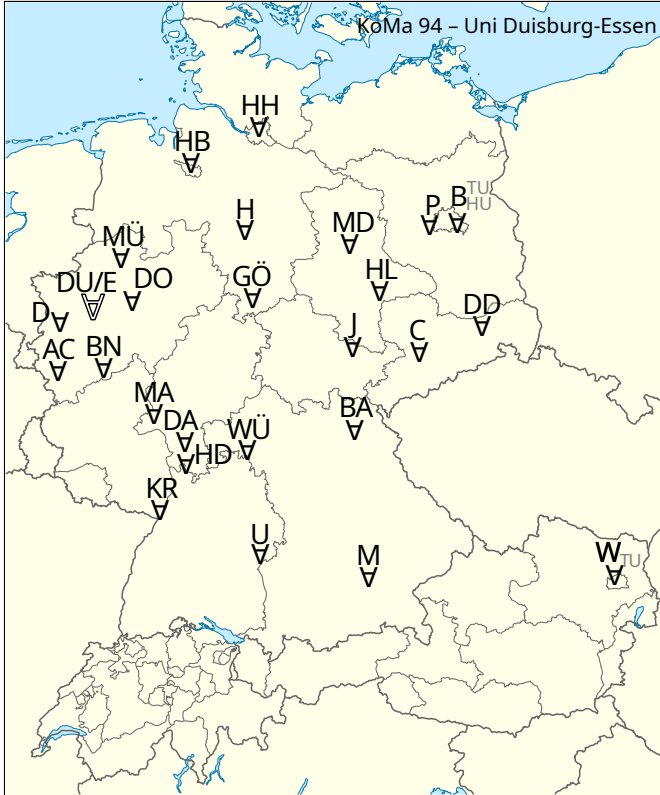 KoMa 94 – Uni Duisburg-Essen
HH
HB
TU
B
HU
P
H
MD
MÜ
HL
GÖ
DO
DU/E
DD
D
J
C
AC
BN
MA
BA
DA
WÜ
HD
KR
U
M
W
TU